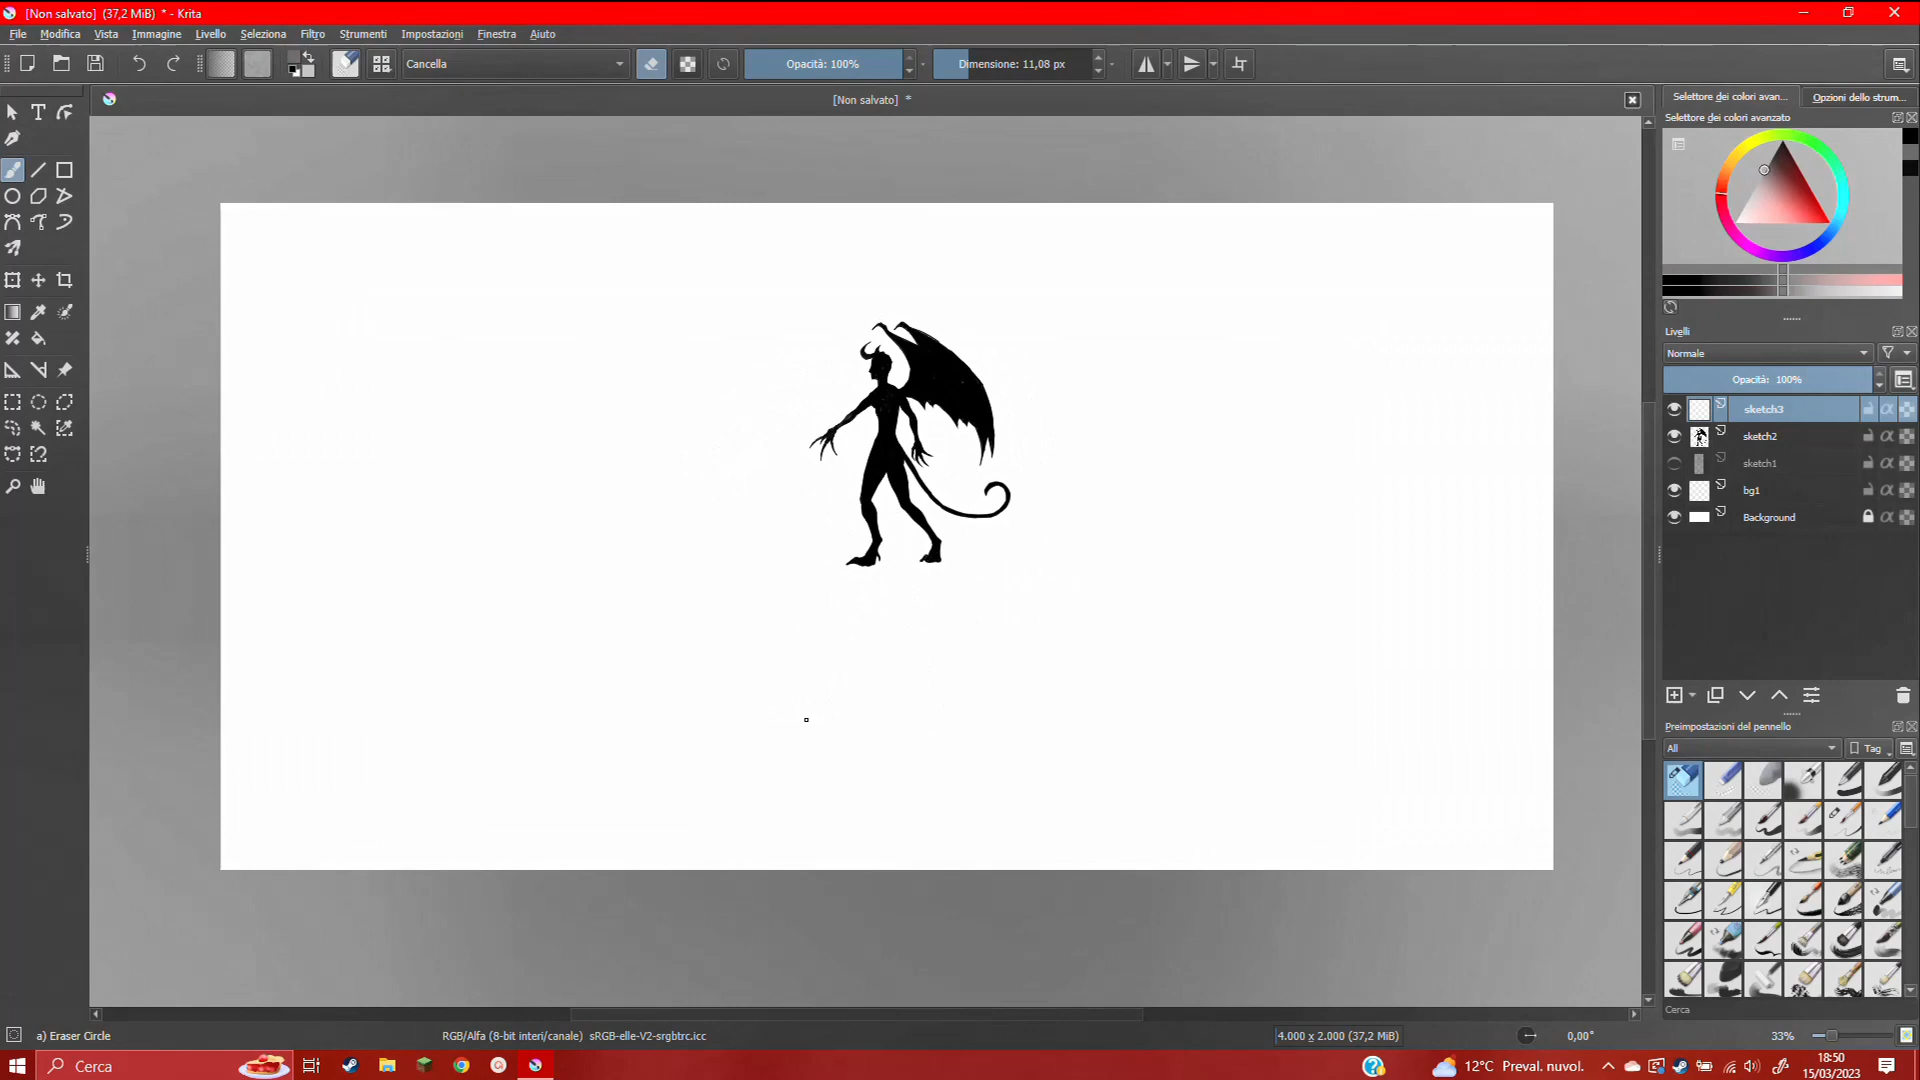 [Non salvato] (37,2 MiB) * - Krita
File Modifica Vista Immagine Livello Seleziona Filtro Strumenti Impostazioni Finestra Aiuto
Cancella
Opacità: 100%
Dimensione: 11,08 px
[Non salvato] *
Selettore dei colori avan...
Opzioni dello strum...
Selettore dei colori avanzato
Livelli
Normale
Opacità: 100%
sketch3
sketch2
sketch1
bg1
Background
Preimpostazioni del pennello
All
Tag
Cerca
a) Eraser Circle
RGB/Alfa (8-bit interi/canale) sRGB-elle-V2-srgbtrc.icc
4.000 x 2.000 (37,2 MiB)
0,00°
33%
Cerca
12°C Preval. nuvol.
18:50
15/03/2023